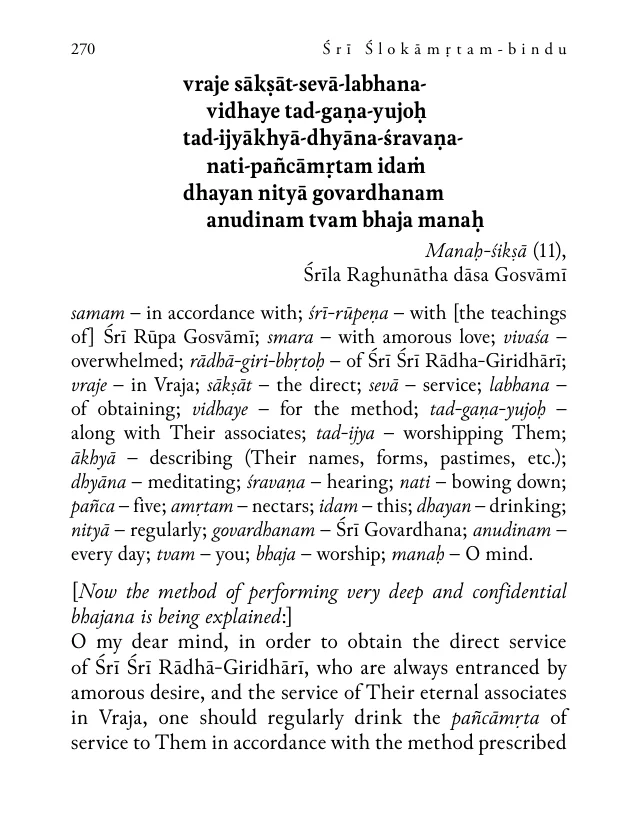 270 Śrī Ślokāmṛtam-bindu
vraje sākṣāt-sevā-labhana-
vidhaye tad-gaṇa-yujoḥ
tad-ijyākhyā-dhyāna-śravaṇa-
nati-pañcāmṛtam idaṁ
dhayan nityā govardhanam
anudinam tvam bhaja manaḥ
Manaḥ-śikṣā (11),
Śrīla Raghunātha dāsa Gosvāmī
samam – in accordance with; śrī-rūpeṇa – with [the teachings
of] Śrī Rūpa Gosvāmī; smara – with amorous love; vivaśa –
overwhelmed; rādhā-giri-bhṛtoḥ – of Śrī Śrī Rādha-Giridhārī;
vraje – in Vraja; sākṣāt – the direct; sevā – service; labhana –
of obtaining; vidhaye – for the method; tad-gaṇa-yujoḥ –
along with Their associates; tad-ijya – worshipping Them;
ākhyā – describing (Their names, forms, pastimes, etc.);
dhyāna – meditating; śravaṇa – hearing; nati – bowing down;
pañca – five; amṛtam – nectars; idam – this; dhayan – drinking;
nityā – regularly; govardhanam – Śrī Govardhana; anudinam –
every day; tvam – you; bhaja – worship; manaḥ – O mind.
[Now the method of performing very deep and confidential
bhajana is being explained:]
O my dear mind, in order to obtain the direct service
of Śrī Śrī Rādhā-Giridhārī, who are always entranced by
amorous desire, and the service of Their eternal associates
in Vraja, one should regularly drink the pañcāmṛta of
service to Them in accordance with the method prescribed